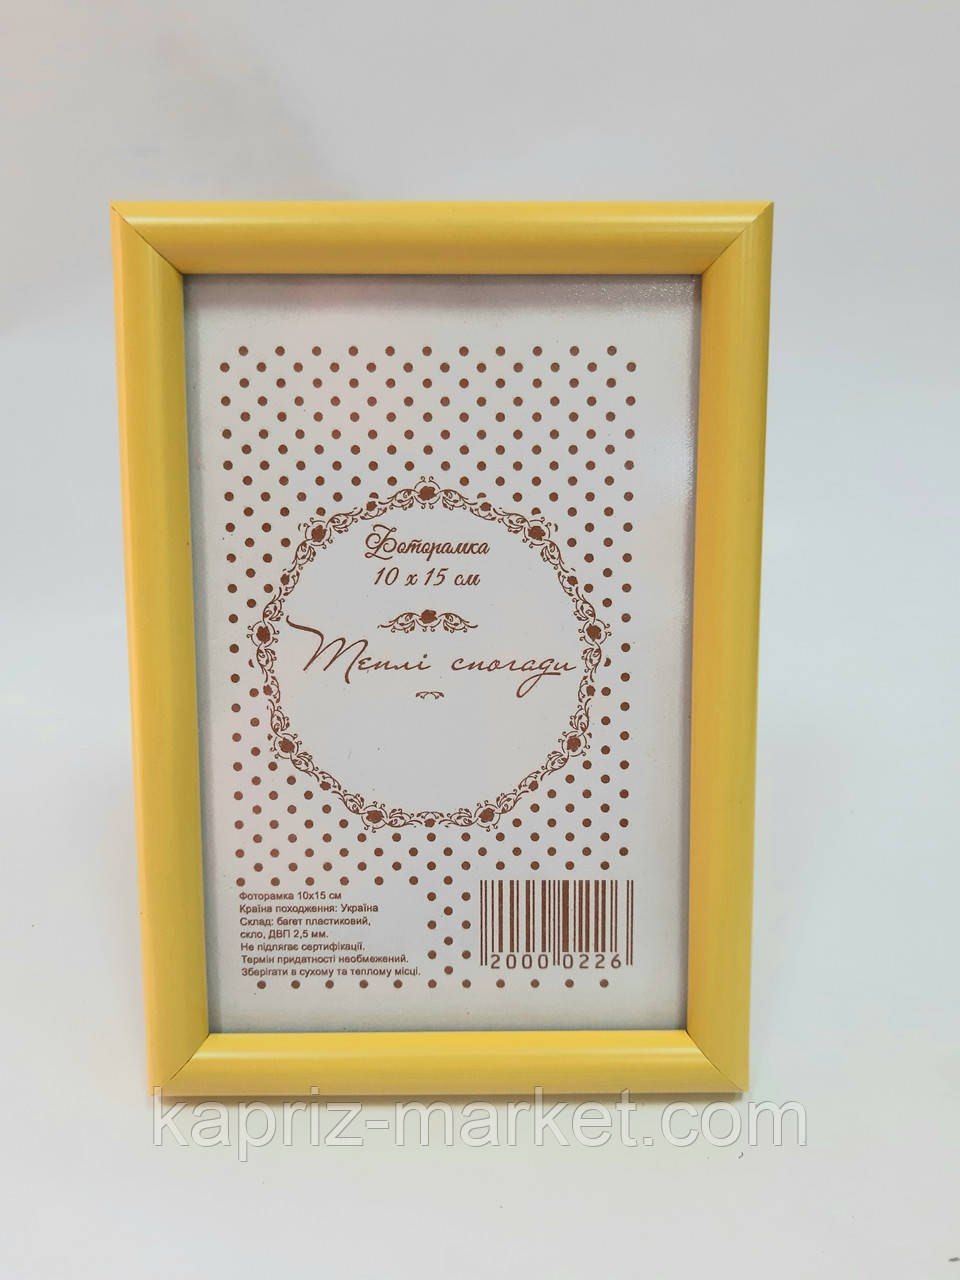 Фоторамка
10 х 15 см
Теплі спогади
Фоторамка 10х15 см
Країна походження: Україна
Склад: багет пластиковий,
скло, ДВП 2,5 мм.
Не підлягає сертифікації.
Термін придатності необмежений.
Зберігати в сухому та теплому місці.
2000 0226
kapriz-market.com